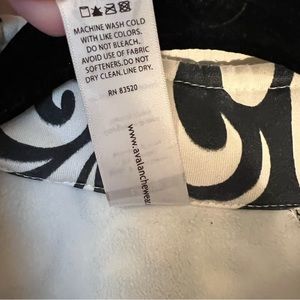 MACHINE WASH COLD
WITH LIKE COLORS.
DO NOT BLEACH.
AVOID USE OF FABRIC
SOFTENERS.DO NOT
DRY CLEAN.LINE DRY.
RN 83520
www.avalanchewear